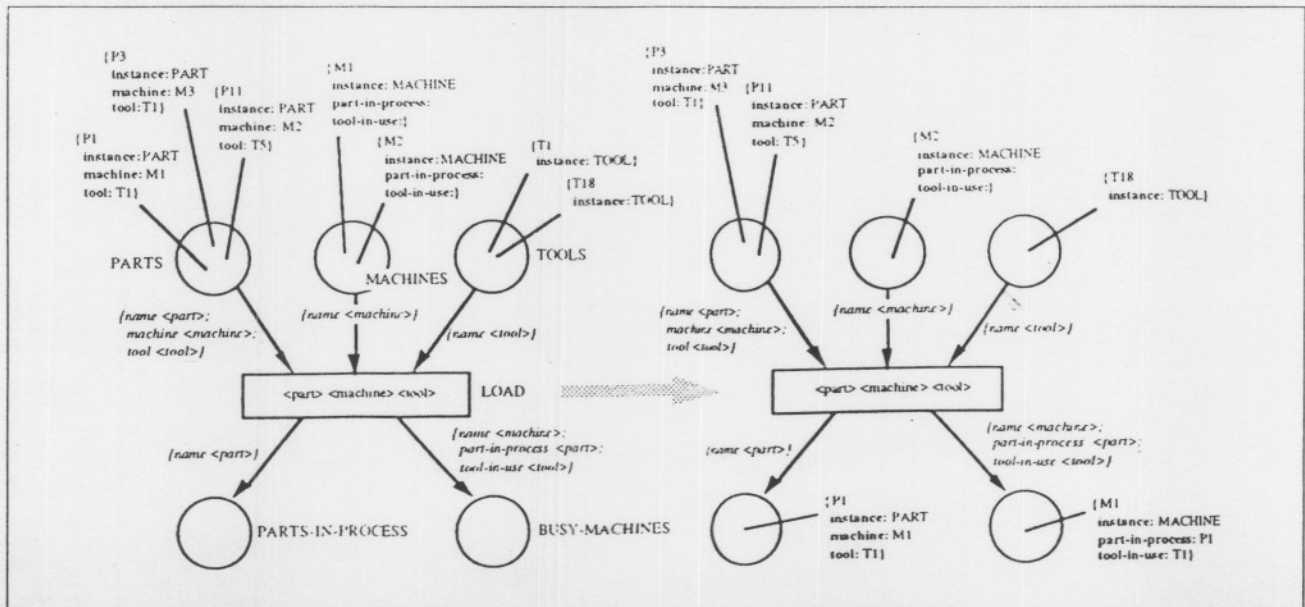 {P3
instance: PART
machine: M3
tool: T1}
{P11
instance: PART
machine: M2
tool: T5}
{P1
instance: PART
machine: M1
tool: T1}
{M1
instance: MACHINE
part-in-process:
tool-in-use:}
{M2
instance: MACHINE
part-in-process:
tool-in-use:}
{T1
instance: TOOL}
{T18
instance: TOOL}
PARTS
MACHINES
TOOLS
{name <part>;
machine <machine>;
tool <tool>}
{name <machine>}
{name <tool>}
<part> <machine> <tool>
LOAD
{name <part>}
{name <machine>;
part-in-process <part>;
tool-in-use <tool>}
PARTS-IN-PROCESS
BUSY-MACHINES
{P3
instance: PART
machine: M3
tool: T1}
{P11
instance: PART
machine: M2
tool: T5}
{M2
instance: MACHINE
part-in-process:
tool-in-use:}
{T18
instance: TOOL}
{name <part>;
machine <machine>;
tool <tool>}
{name <machine>}
{name <tool>}
<part> <machine> <tool>
{name <part>}
{name <machine>;
part-in-process <part>;
tool-in-use <tool>}
{P1
instance: PART
machine: M1
tool: T1}
{M1
instance: MACHINE
part-in-process: P1
tool-in-use: T1}